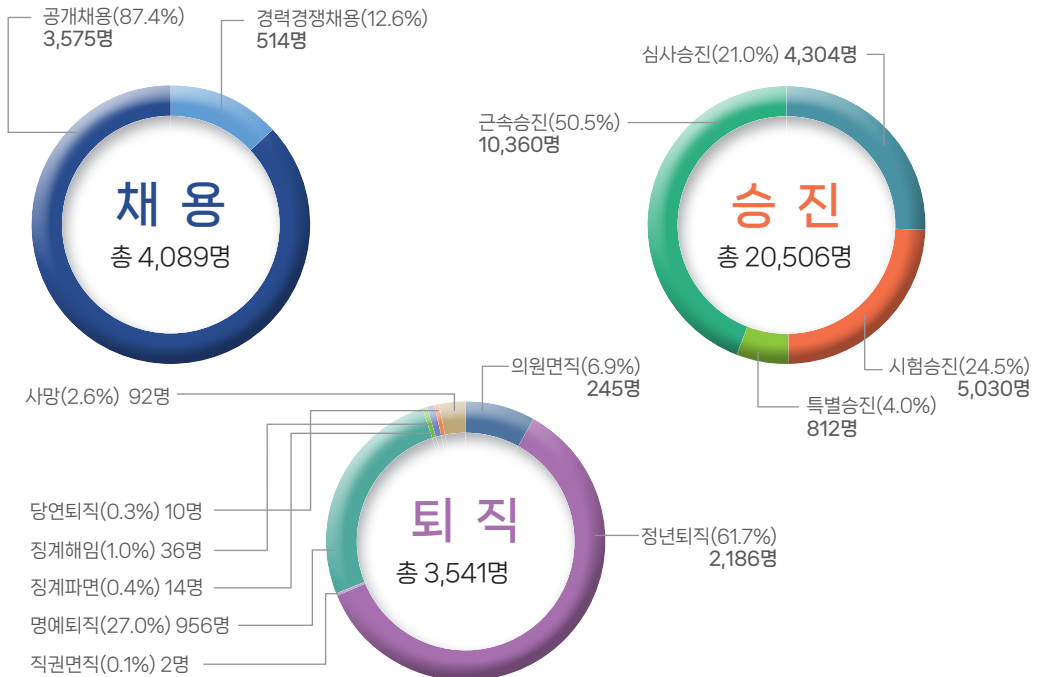 공개채용(87.4%)
3,575명
경력경쟁채용(12.6%)
514명
채 용
총 4,089명
심사승진(21.0%) 4,304명
근속승진(50.5%)
10,360명
승 진
총 20,506명
시험승진(24.5%)
5,030명
특별승진(4.0%)
812명
의원면직(6.9%)
245명
사망(2.6%) 92명
퇴 직
총 3,541명
정년퇴직(61.7%)
2,186명
당연퇴직(0.3%) 10명
징계해임(1.0%) 36명
징계파면(0.4%) 14명
명예퇴직(27.0%) 956명
직권면직(0.1%) 2명